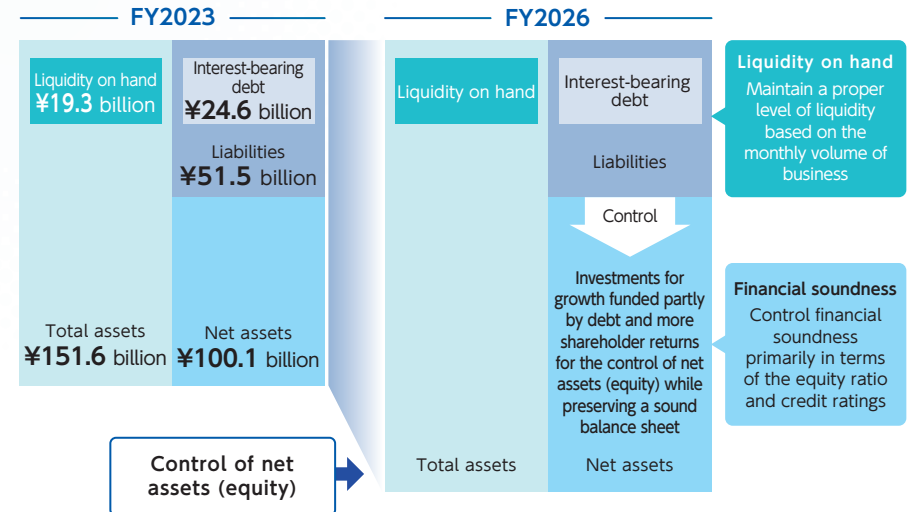 FY2023
Liquidity on hand
¥19.3 billion
Interest-bearing
debt
¥24.6 billion
Liabilities
¥51.5 billion
Total assets
¥151.6 billion
Net assets
¥100.1 billion
Control of net
assets (equity)
FY2026
Liquidity on hand
Interest-bearing
debt
Liabilities
Control
Investments for
growth funded partly
by debt and more
shareholder returns
for the control of net
assets (equity) while
preserving a sound
balance sheet
Total assets
Net assets
Liquidity on hand
Maintain a proper
level of liquidity
based on the
monthly volume of
business
Financial soundness
Control financial
soundness
primarily in terms
of the equity ratio
and credit ratings